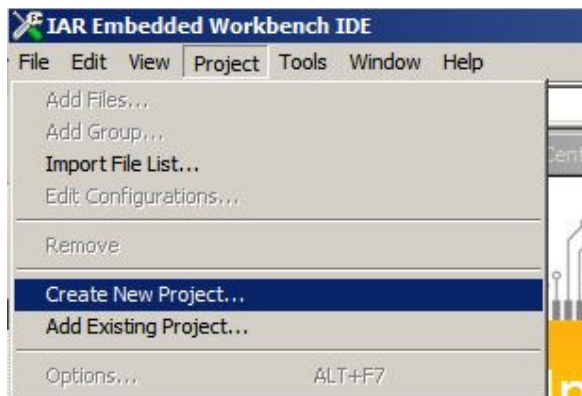 IAR Embedded Workbench IDE
File Edit View Project Tools Window Help
Add Files...
Add Group...
Import File List...
Edit Configurations...
Remove
Create New Project...
Add Existing Project...
Options... ALT+F7